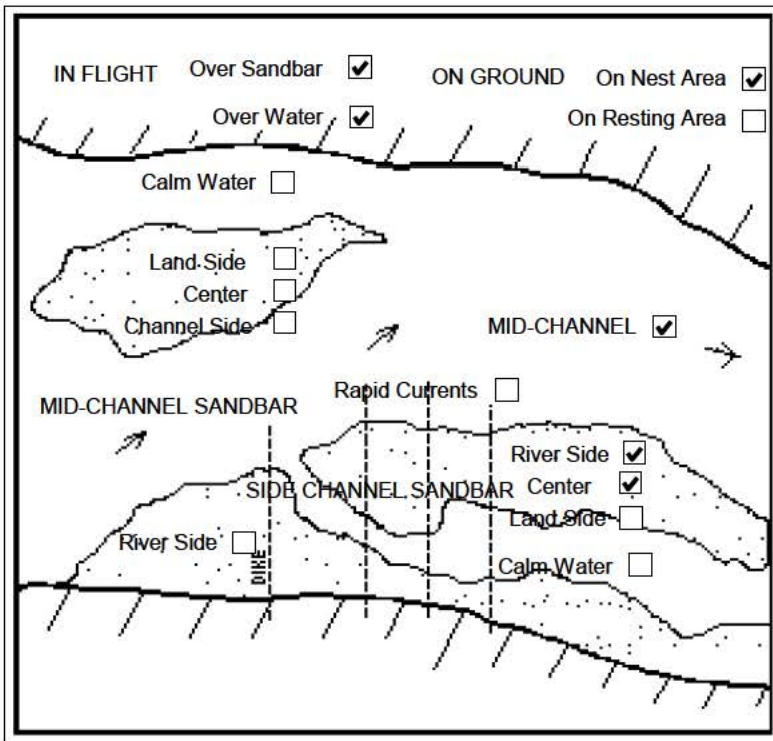 IN FLIGHT Over Sandbar ON GROUND On Nest Area
Over Water On Resting Area
Calm Water
Land Side
Center
Channel Side
MID-CHANNEL
Rapid Currents
MID-CHANNEL SANDBAR
River Side
SIDE CHANNEL SANDBAR Center
Land Side
River Side
DIKE
Calm Water